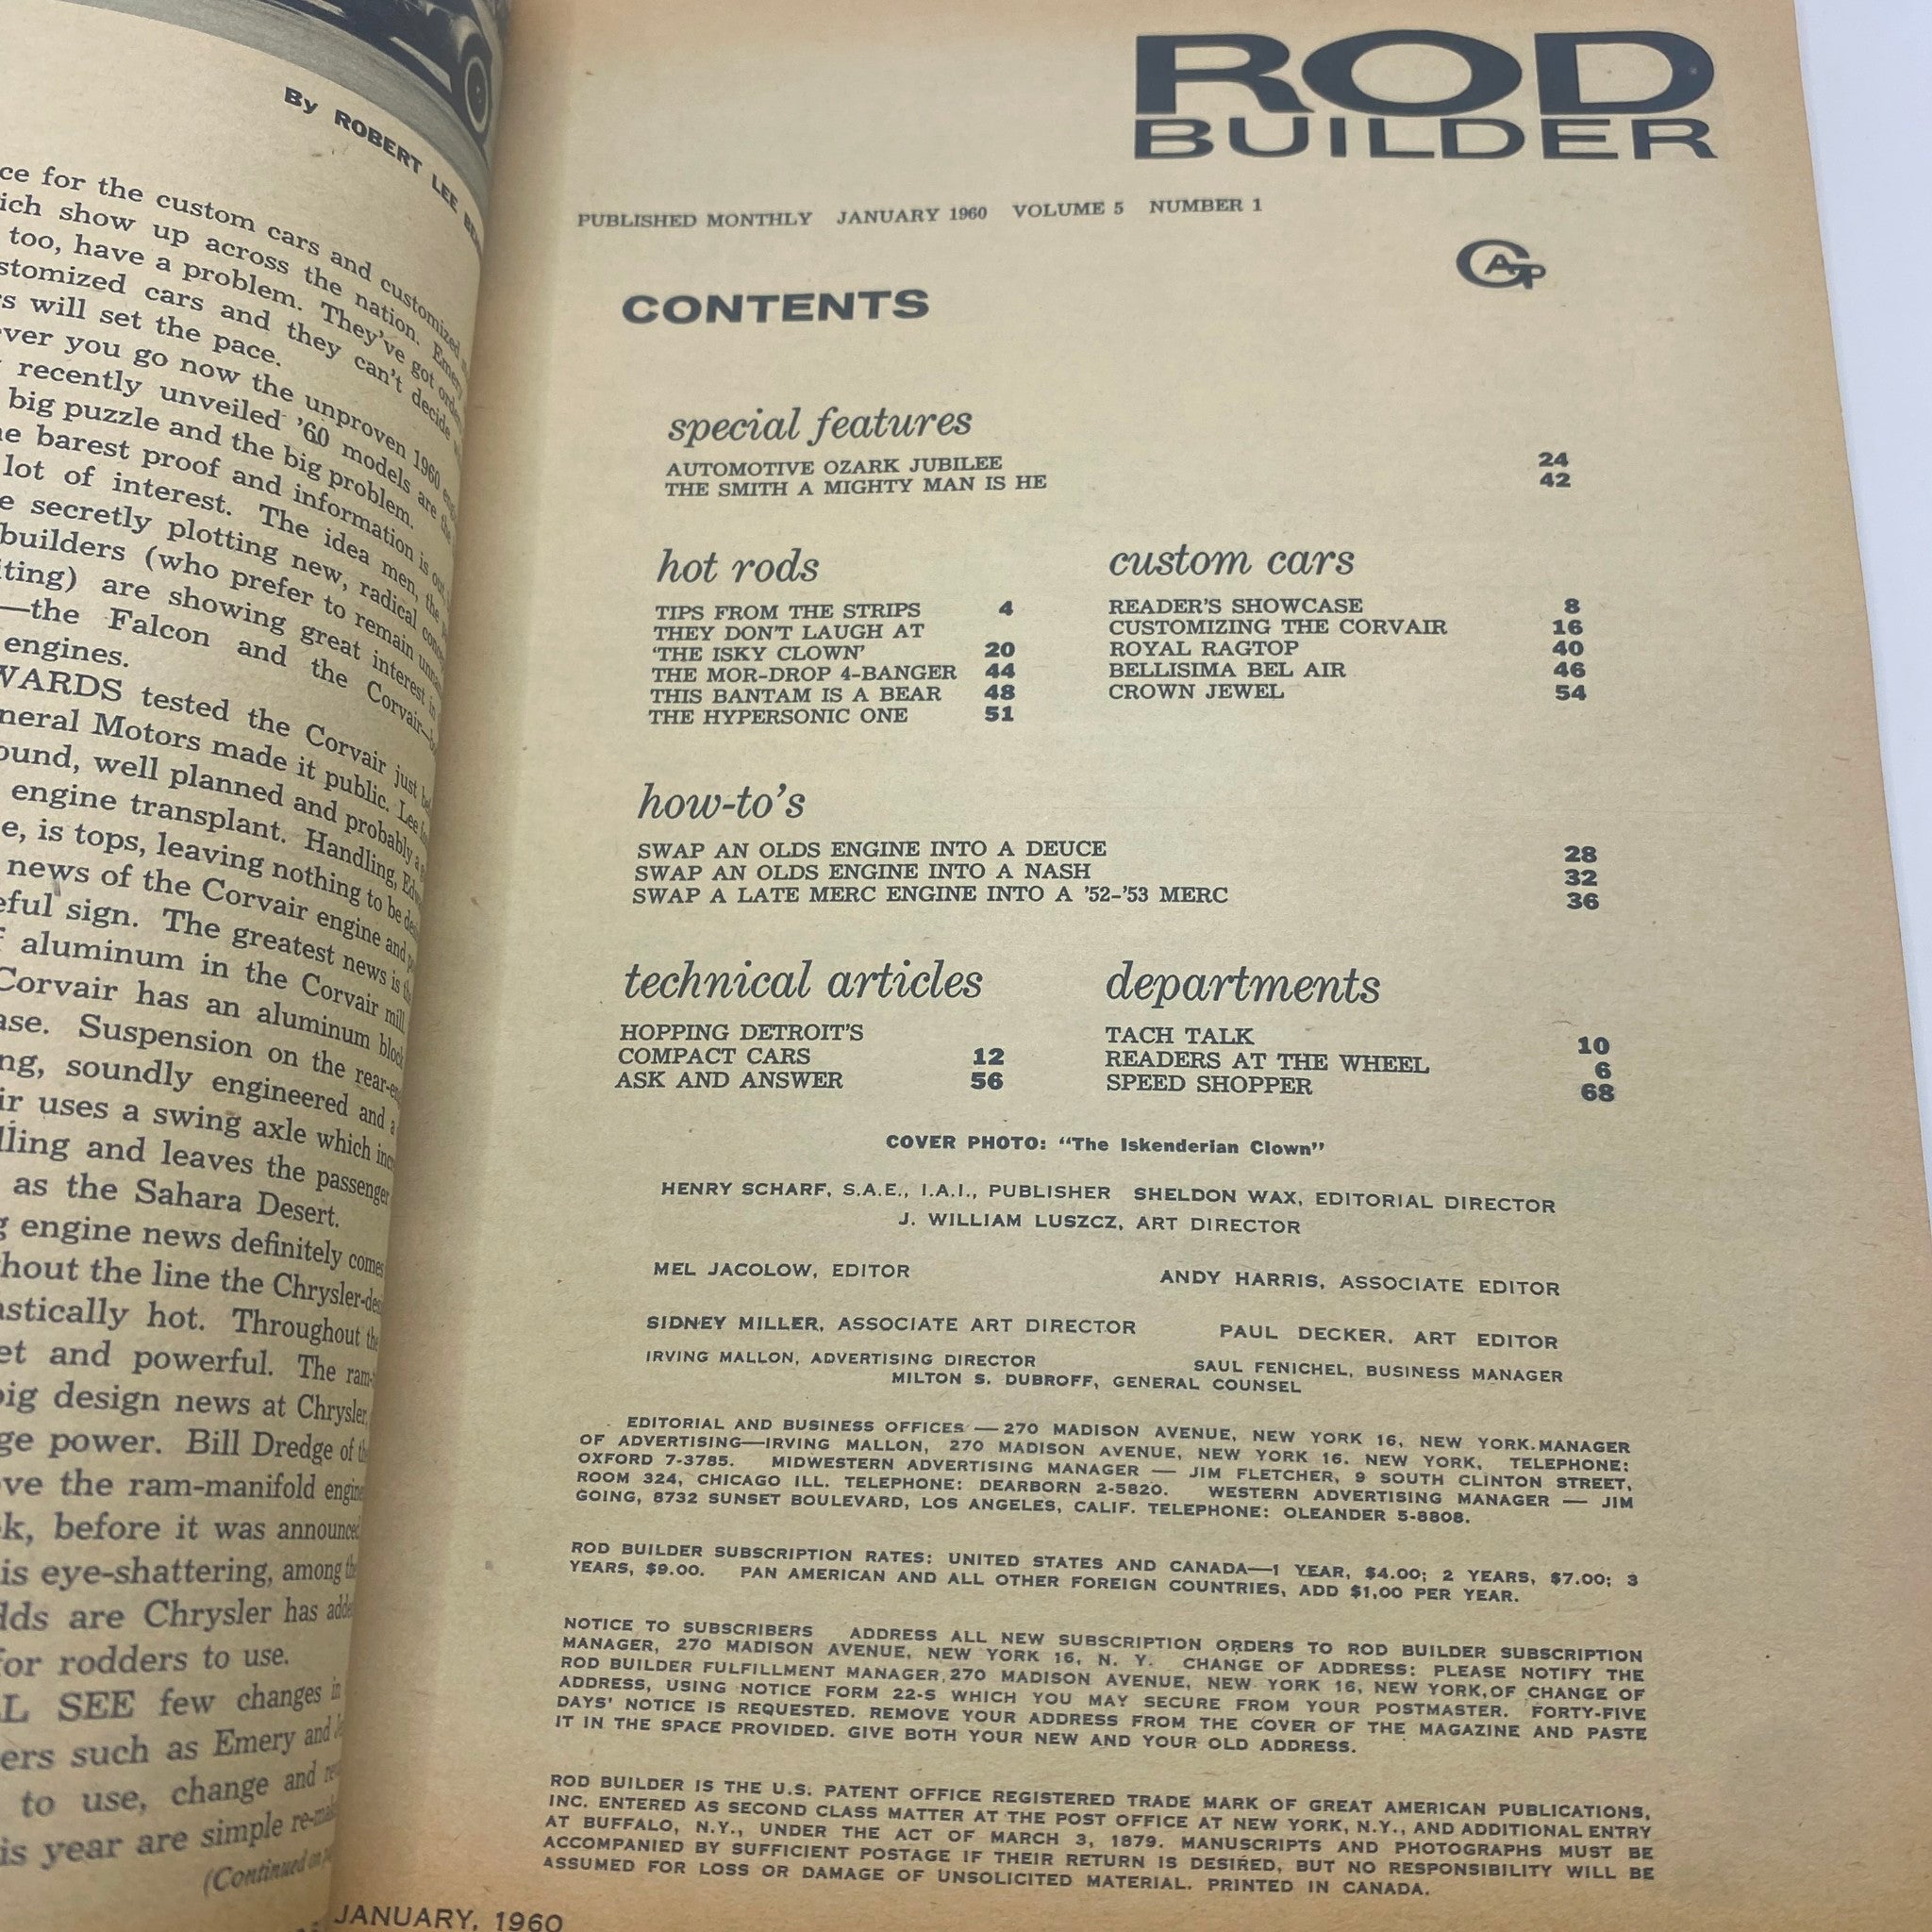 By ROBERT LEE
ce for the custom cars and customized
ich show up across the nation. Emery
too, have a problem. They've got order
stomized cars and they can't decide
s will set the pace.
ver you go now the unproven 1960
recently unveiled '60 models are the
big puzzle and the big problem.
e barest proof and information is out
lot of interest. The idea men, the
e secretly plotting new, radical
builders (who prefer to remain
iting) are showing great interest in
—the Falcon and the Corvair—
engines.
WARDS tested the Corvair just
neral Motors made it public. Lee
ound, well planned and probably a
engine transplant. Handling,
e, is tops, leaving nothing to be
news of the Corvair engine and
eful sign. The greatest news is
f aluminum in the Corvair mill.
Corvair has an aluminum block
ase. Suspension on the rear-
ng, soundly engineered and a
ir uses a swing axle which
lling and leaves the passenger
as the Sahara Desert.
g engine news definitely comes
hout the line the Chrysler-
astically hot. Throughout the
et and powerful. The ram-
big design news at Chrysler,
ge power. Bill Dredge of
ove the ram-manifold engine
k, before it was announced
is eye-shattering, among the
dds are Chrysler has added
for rodders to use.
LL SEE few changes in
ers such as Emery and
to use, change and
is year are simple re-
(Continued on
JANUARY, 1960
ROD
BUILDER
PUBLISHED MONTHLY JANUARY 1960 VOLUME 5 NUMBER 1
GAP
CONTENTS
special features
AUTOMOTIVE OZARK JUBILEE 24
THE SMITH A MIGHTY MAN IS HE 42
hot rods
TIPS FROM THE STRIPS 4
THEY DON'T LAUGH AT
'THE ISKY CLOWN' 20
THE MOR-DROP 4-BANGER 44
THIS BANTAM IS A BEAR 48
THE HYPERSONIC ONE 51
custom cars
READER'S SHOWCASE 8
CUSTOMIZING THE CORVAIR 16
ROYAL RAGTOP 40
BELLISIMA BEL AIR 46
CROWN JEWEL 54
how-to's
SWAP AN OLDS ENGINE INTO A DEUCE 28
SWAP AN OLDS ENGINE INTO A NASH 32
SWAP A LATE MERC ENGINE INTO A '52-'53 MERC 36
technical articles
HOPPING DETROIT'S
COMPACT CARS 12
ASK AND ANSWER 56
departments
TACH TALK 10
READERS AT THE WHEEL 6
SPEED SHOPPER 68
COVER PHOTO: "The Iskenderian Clown"
HENRY SCHARF, S.A.E., I.A.I., PUBLISHER SHELDON WAX, EDITORIAL DIRECTOR
J. WILLIAM LUSZCZ, ART DIRECTOR
MEL JACOLOW, EDITOR ANDY HARRIS, ASSOCIATE EDITOR
SIDNEY MILLER, ASSOCIATE ART DIRECTOR PAUL DECKER, ART EDITOR
IRVING MALLON, ADVERTISING DIRECTOR SAUL FENICHEL, BUSINESS MANAGER
MILTON S. DUBROFF, GENERAL COUNSEL
EDITORIAL AND BUSINESS OFFICES — 270 MADISON AVENUE, NEW YORK 16, NEW YORK. MANAGER
OF ADVERTISING—IRVING MALLON, 270 MADISON AVENUE, NEW YORK 16. NEW YORK, TELEPHONE:
OXFORD 7-3785. MIDWESTERN ADVERTISING MANAGER — JIM FLETCHER, 9 SOUTH CLINTON STREET,
ROOM 324, CHICAGO ILL. TELEPHONE: DEARBORN 2-5820. WESTERN ADVERTISING MANAGER — JIM
GOING, 8732 SUNSET BOULEVARD, LOS ANGELES, CALIF. TELEPHONE: OLEANDER 5-8808.
ROD BUILDER SUBSCRIPTION RATES: UNITED STATES AND CANADA—1 YEAR, $4.00; 2 YEARS, $7.00; 3
YEARS, $9.00. PAN AMERICAN AND ALL OTHER FOREIGN COUNTRIES, ADD $1,00 PER YEAR.
NOTICE TO SUBSCRIBERS ADDRESS ALL NEW SUBSCRIPTION ORDERS TO ROD BUILDER SUBSCRIPTION
MANAGER, 270 MADISON AVENUE, NEW YORK 16, N. Y. CHANGE OF ADDRESS: PLEASE NOTIFY THE
ROD BUILDER FULFILLMENT MANAGER, 270 MADISON AVENUE, NEW YORK 16, NEW YORK, OF CHANGE OF
ADDRESS, USING NOTICE FORM 22-S WHICH YOU MAY SECURE FROM YOUR POSTMASTER. FORTY-FIVE
DAYS' NOTICE IS REQUESTED. REMOVE YOUR ADDRESS FROM THE COVER OF THE MAGAZINE AND PASTE
IT IN THE SPACE PROVIDED. GIVE BOTH YOUR NEW AND YOUR OLD ADDRESS.
ROD BUILDER IS THE U.S. PATENT OFFICE REGISTERED TRADE MARK OF GREAT AMERICAN PUBLICATIONS,
INC. ENTERED AS SECOND CLASS MATTER AT THE POST OFFICE AT NEW YORK, N.Y., AND ADDITIONAL ENTRY
AT BUFFALO, N.Y., UNDER THE ACT OF MARCH 3, 1879. MANUSCRIPTS AND PHOTOGRAPHS MUST BE
ACCOMPANIED BY SUFFICIENT POSTAGE IF THEIR RETURN IS DESIRED, BUT NO RESPONSIBILITY WILL BE
ASSUMED FOR LOSS OR DAMAGE OF UNSOLICITED MATERIAL. PRINTED IN CANADA.